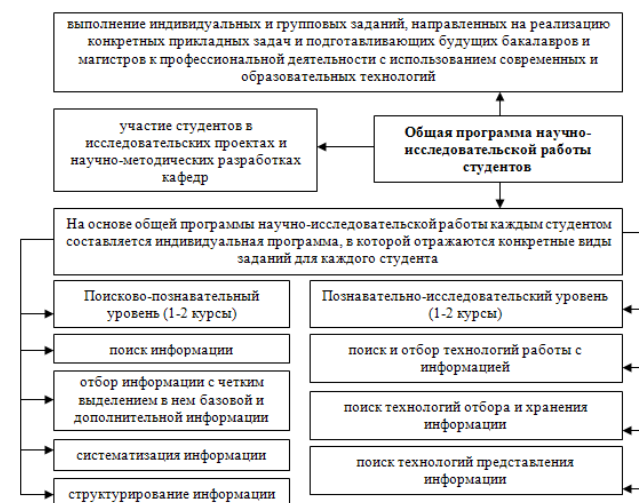 выполнение индивидуальных и групповых заданий, направленных на реализацию
конкретных прикладных задач и подготавливающих будущих бакалавров и
магистров к профессиональной деятельности с использованием современных и
образовательных технологий
участие студентов в
исследовательских проектах и
научно-методических разработках
кафедр
Общая программа научно-
исследовательской работы
студентов
На основе общей программы научно-исследовательской работы каждым студентом
составляется индивидуальная программа, в которой отражаются конкретные виды
заданий для каждого студента
Поисково-познавательный
уровень (1-2 курсы)
поиск информации
отбор информации с четким
выделением в нем базовой и
дополнительной информации
систематизация информации
структурирование информации
Познавательно-исследовательский уровень
(1-2 курсы)
поиск и отбор технологий работы с
информацией
поиск технологий отбора и хранения
информации
поиск технологий представления
информации